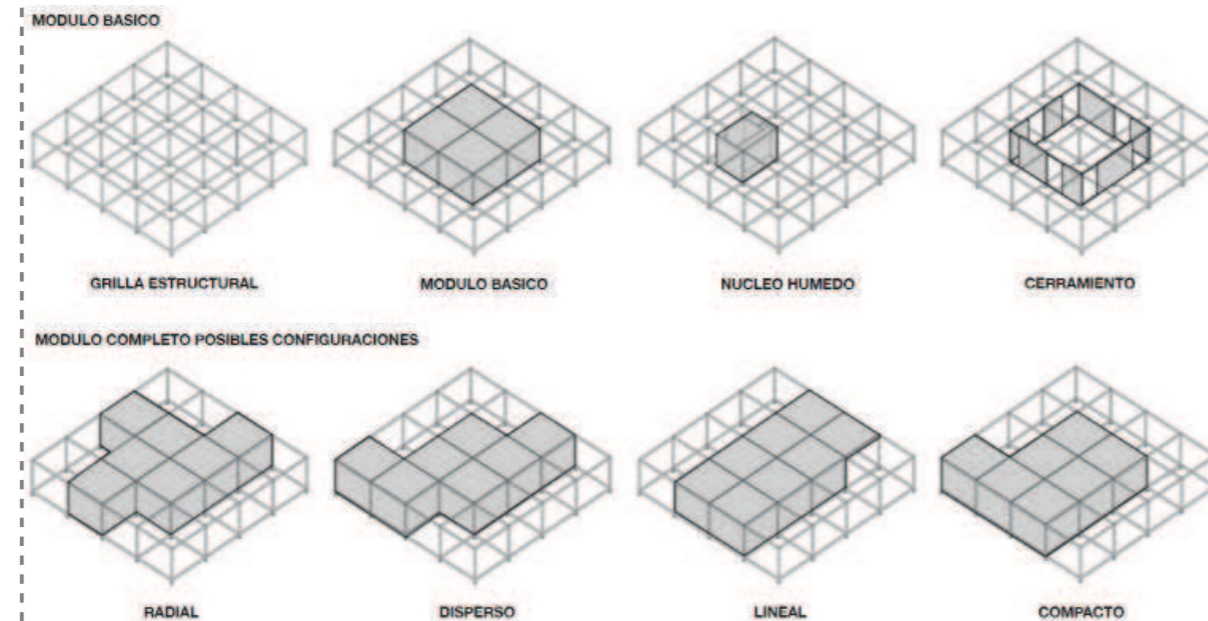 MODULO BASICO
GRILLA ESTRUCTURAL
MODULO BASICO
NUCLEO HUMEDO
CERRAMIENTO
MODULO COMPLETO POSIBLES CONFIGURACIONES
RADIAL
DISPERSO
LINEAL
COMPACTO